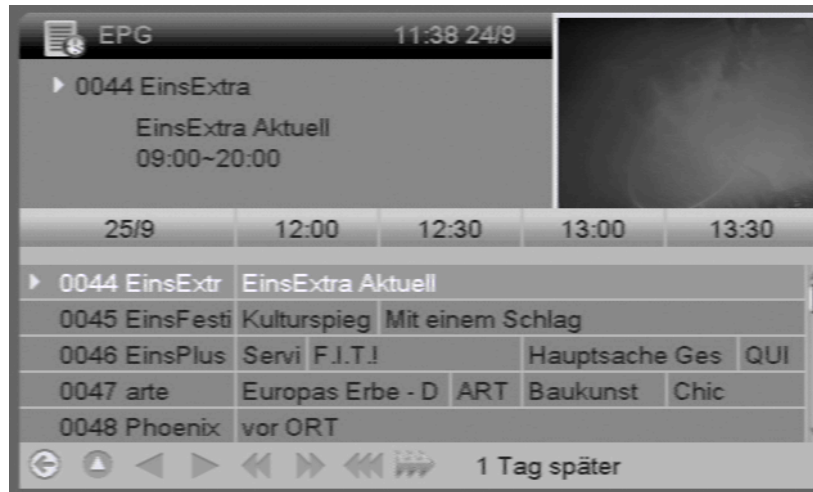 EPG 11:38 24/9
0044 EinsExtra
EinsExtra Aktuell
09:00~20:00
25/9 12:00 12:30 13:00 13:30
0044 EinsExtr EinsExtra Aktuell
0045 EinsFesti Kulturspieg Mit einem Schlag
0046 EinsPlus Servi F.I.T.! Hauptsache Ges QUI
0047 arte Europas Erbe - D ART Baukunst Chic
0048 Phoenix vor ORT
1 Tag später